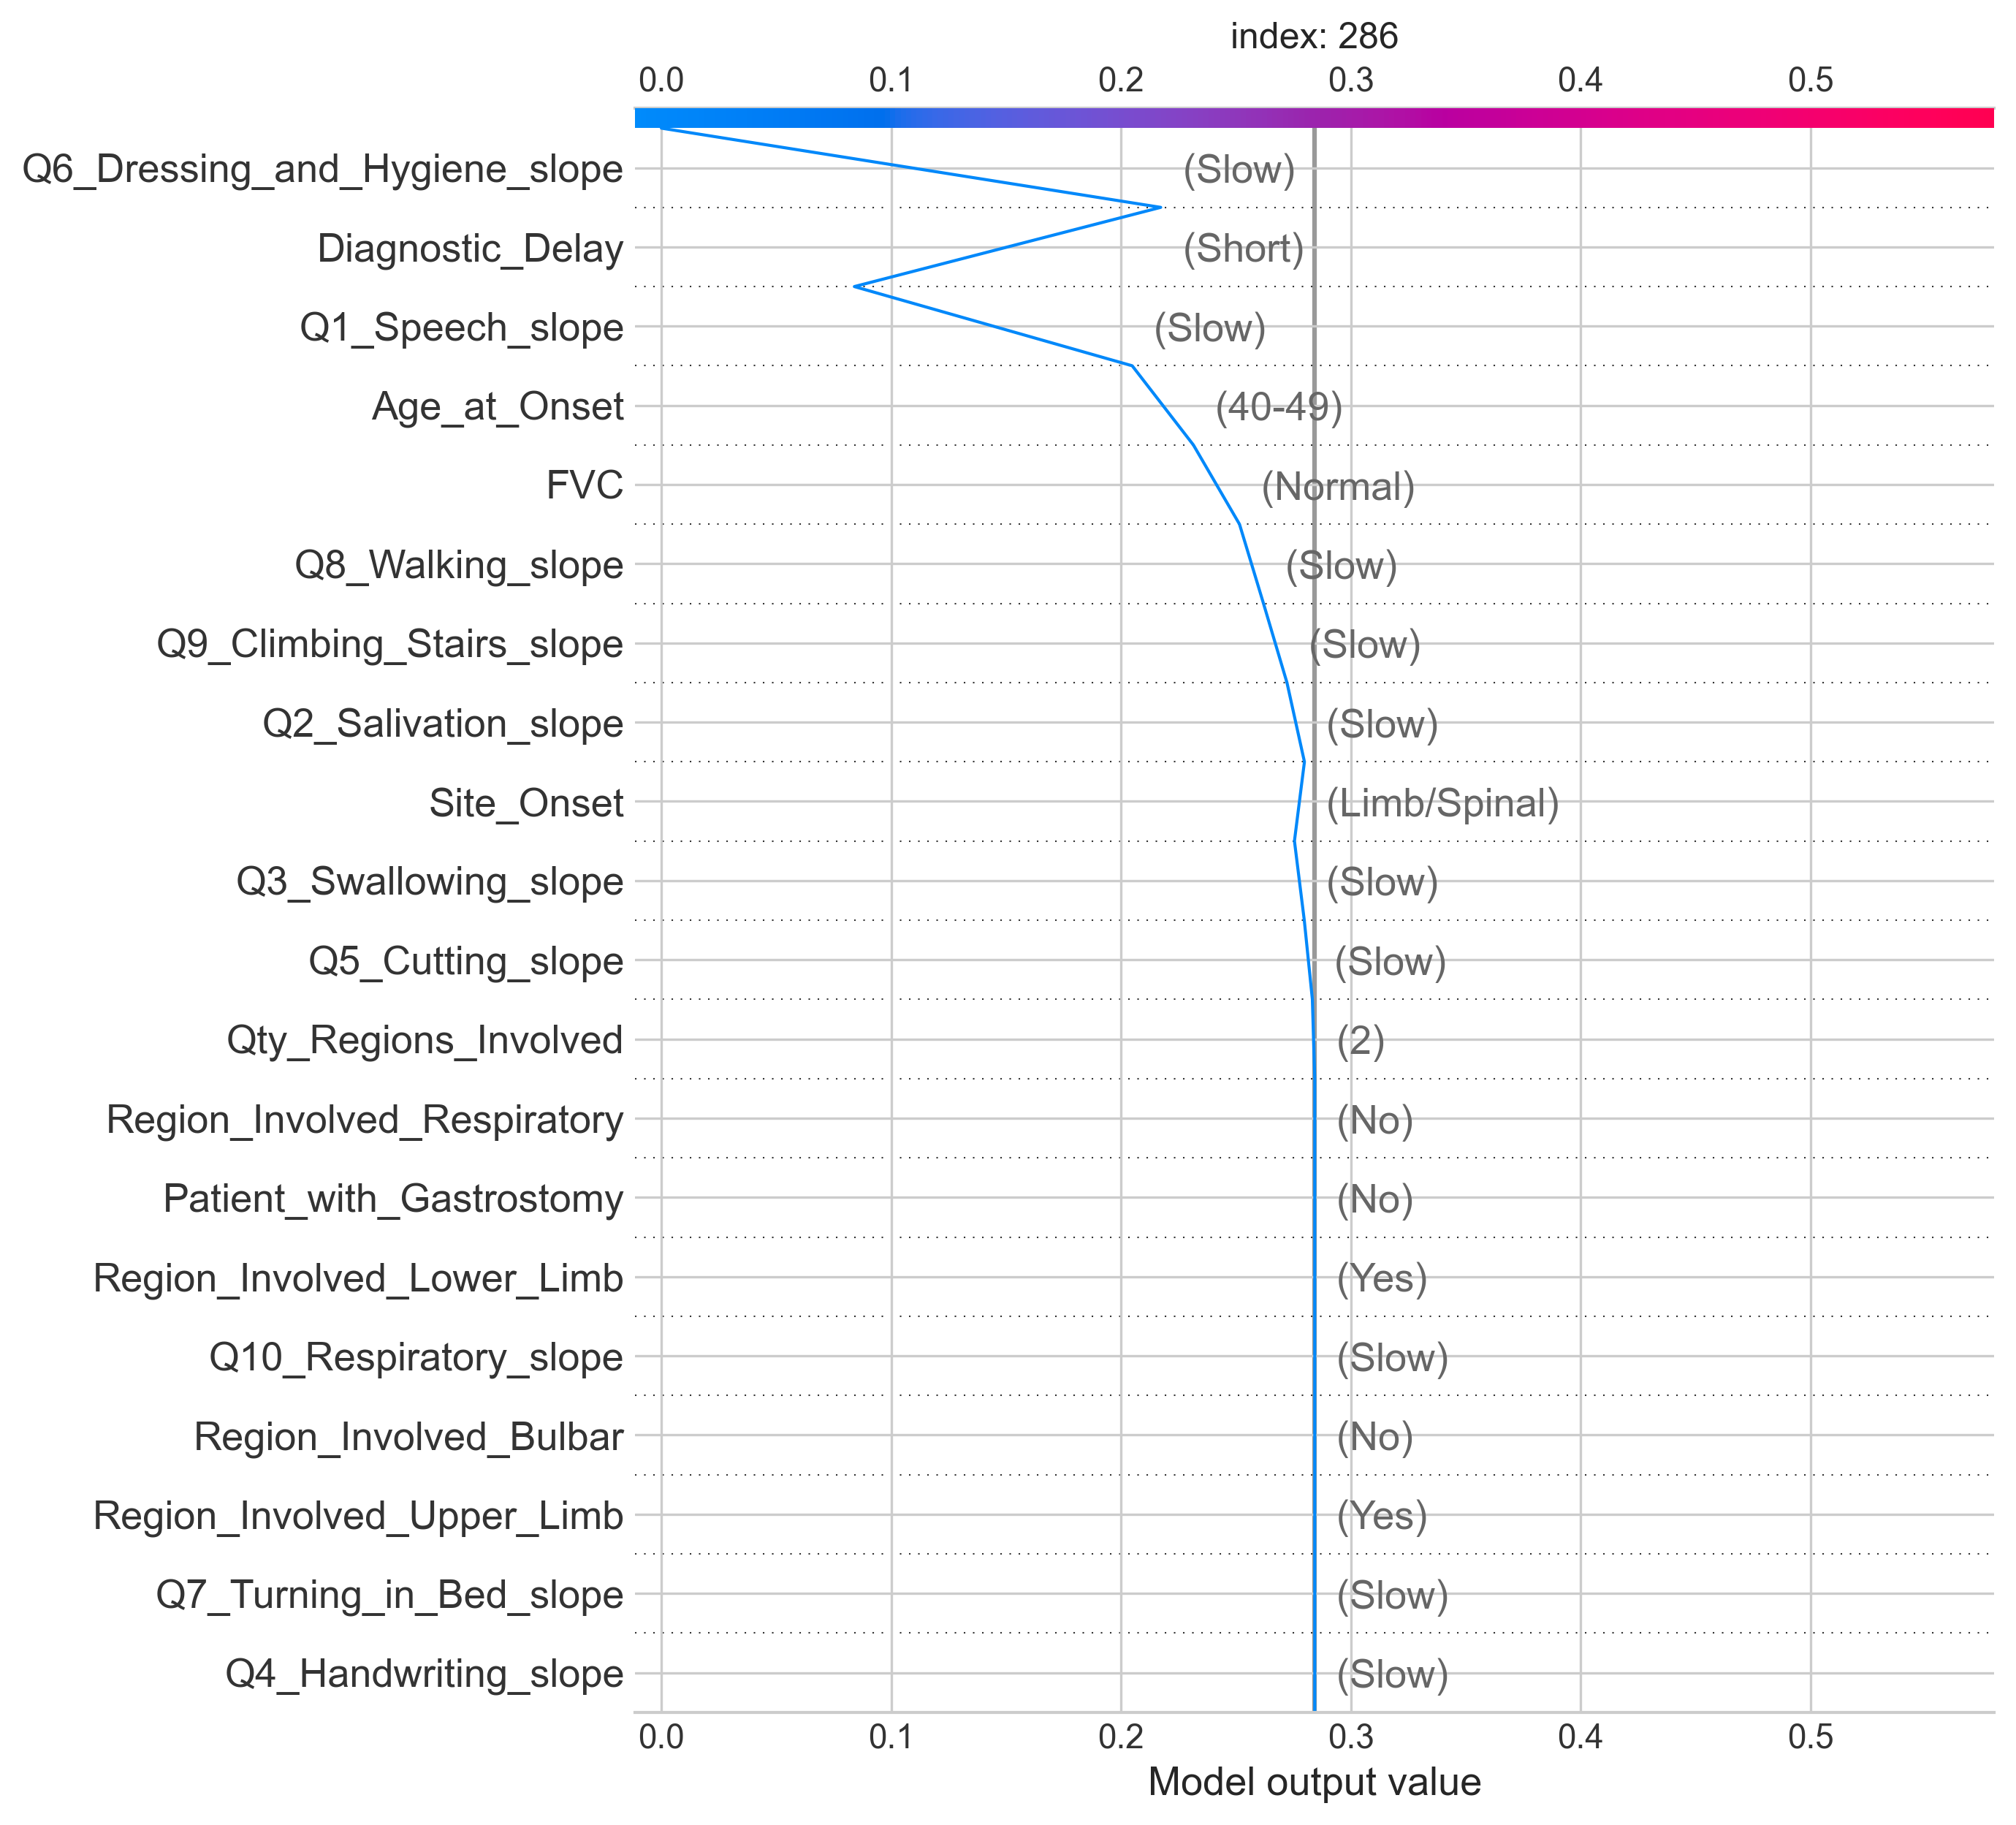 index: 286
0.0 0.1 0.2 0.3 0.4 0.5
Q6_Dressing_and_Hygiene_slope (Slow)
Diagnostic_Delay (Short)
Q1_Speech_slope (Slow)
Age_at_Onset (40-49)
FVC (Normal)
Q8_Walking_slope (Slow)
Q9_Climbing_Stairs_slope (Slow)
Q2_Salivation_slope (Slow)
Site_Onset (Limb/Spinal)
Q3_Swallowing_slope (Slow)
Q5_Cutting_slope (Slow)
Qty_Regions_Involved (2)
Region_Involved_Respiratory (No)
Patient_with_Gastrostomy (No)
Region_Involved_Lower_Limb (Yes)
Q10_Respiratory_slope (Slow)
Region_Involved_Bulbar (No)
Region_Involved_Upper_Limb (Yes)
Q7_Turning_in_Bed_slope (Slow)
Q4_Handwriting_slope (Slow)
0.0 0.1 0.2 0.3 0.4 0.5
Model output value